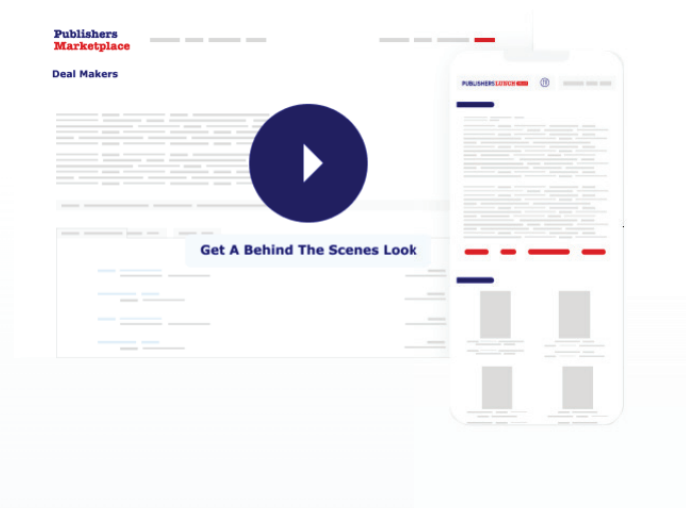 Publishers
Marketplace
Deal Makers
PUBLISHERS LUNCH
Get A Behind The Scenes Look